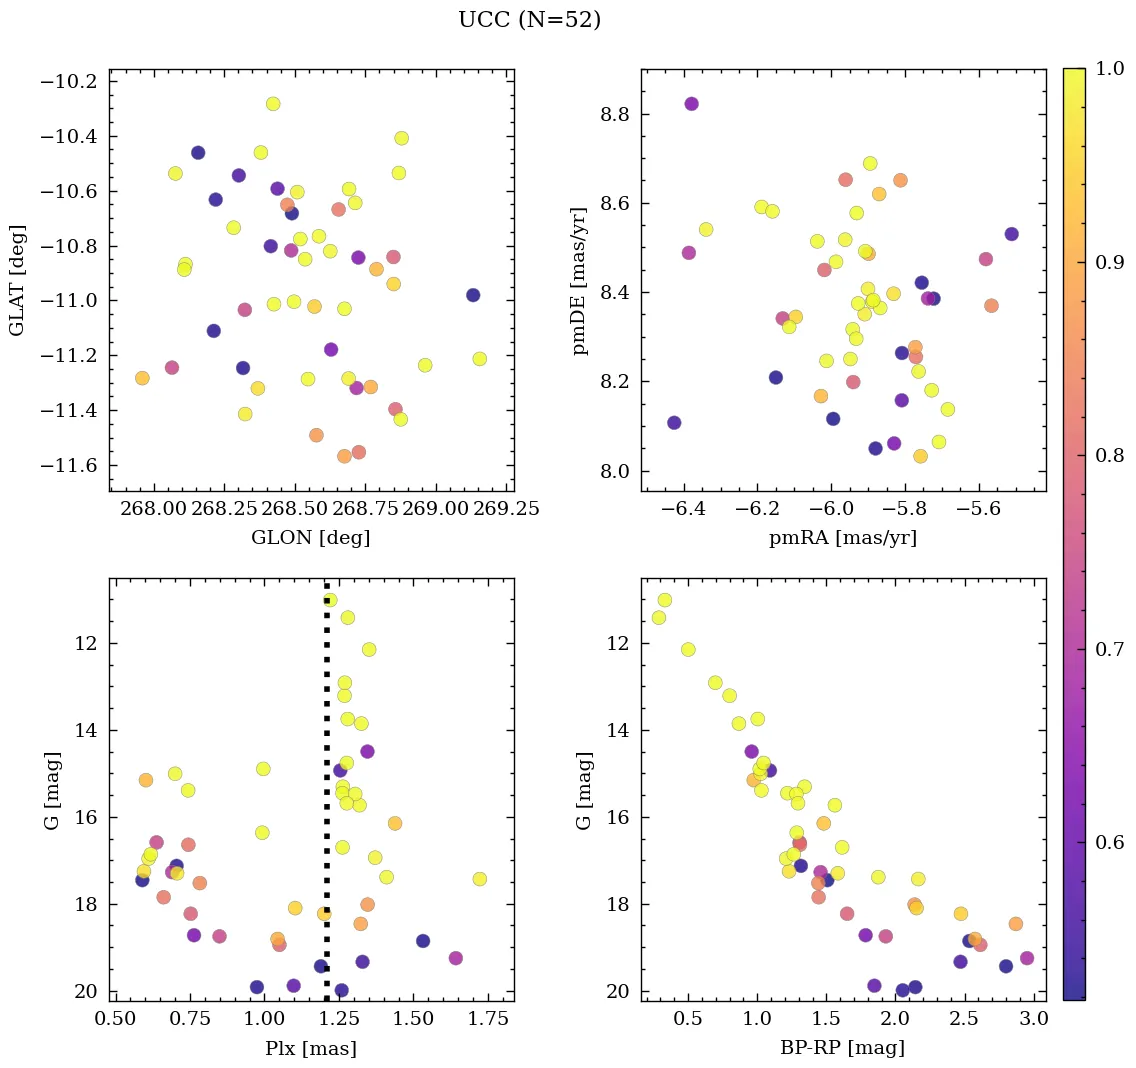 UCC (N=52)
−10.2
−10.4
−10.6
−10.8
−11.0
−11.2
−11.4
−11.6
GLAT [deg]
268.00 268.25 268.50 268.75 269.00 269.25
GLON [deg]
8.8
8.6
8.4
8.2
8.0
pmDE [mas/yr]
−6.4 −6.2 −6.0 −5.8 −5.6
pmRA [mas/yr]
12
14
16
18
20
G [mag]
0.50 0.75 1.00 1.25 1.50 1.75
Plx [mas]
12
14
16
18
20
G [mag]
0.5 1.0 1.5 2.0 2.5 3.0
BP-RP [mag]
1.0
0.9
0.8
0.7
0.6